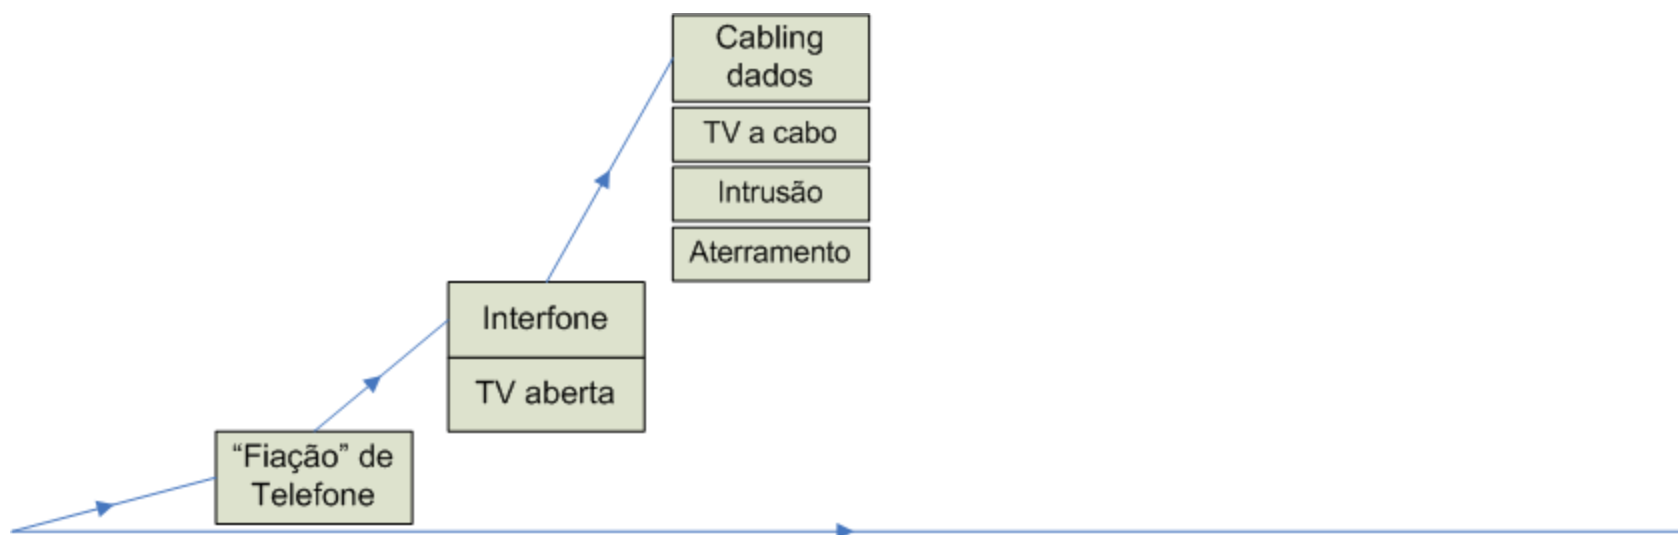 Cabling
dados
TV a cabo
Intrusão
Aterramento
Interfone
TV aberta
“Fiação” de
Telefone